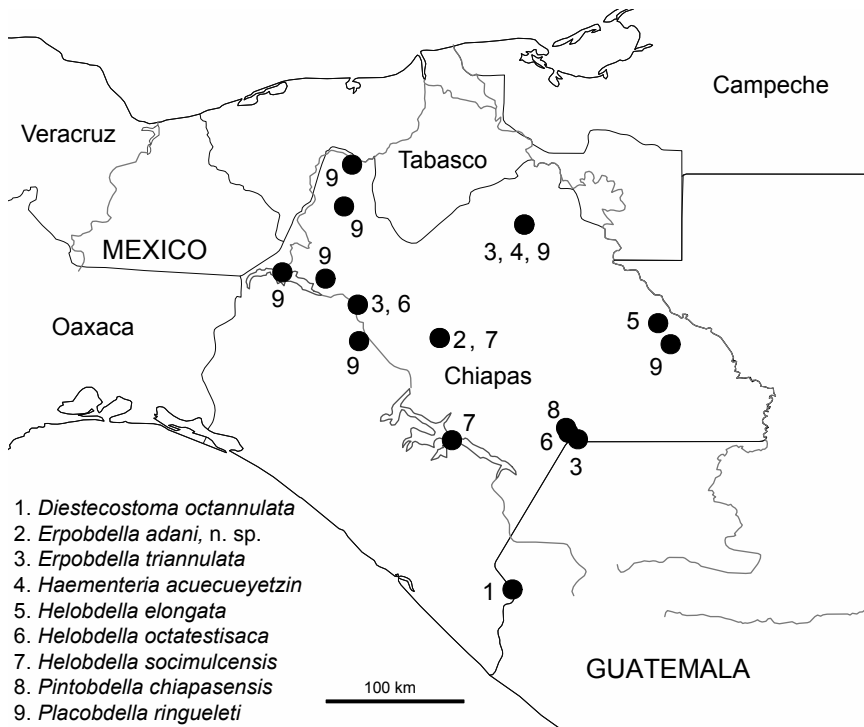 Campeche
Veracruz
Tabasco
9
9
MEXICO
3, 4, 9
9
9
3, 6
5
Oaxaca
2, 7
9
9
Chiapas
8
7
6
3
1. Diestecostoma octannulata
2. Erpobdella adani, n. sp.
3. Erpobdella triannulata
4. Haementeria acuecueyetzin
5. Helobdella elongata
6. Helobdella octatestisaca
7. Helobdella socimulcensis
8. Pintobdella chiapasensis
9. Placobdella ringueleti
1
GUATEMALA
100 km